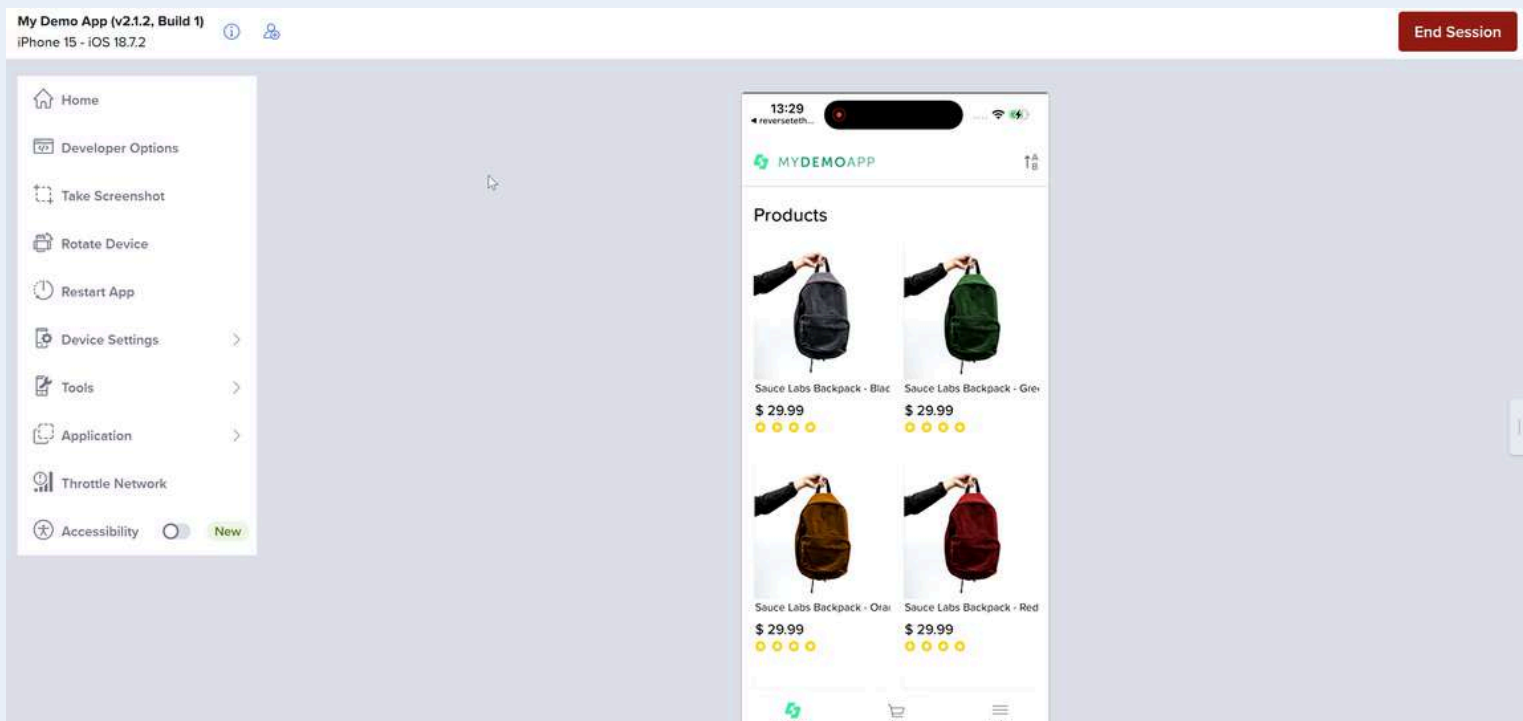 My Demo App (v2.1.2, Build 1)
iPhone 15 - iOS 18.7.2
End Session
Home
Developer Options
Take Screenshot
Rotate Device
Restart App
Device Settings
Tools
Application
Throttle Network
Accessibility
New
13:29
reverseteth...
MYDEMOAPP
A
B
Products
Sauce Labs Backpack - Blac
Sauce Labs Backpack - Gre
$ 29.99
$ 29.99
Sauce Labs Backpack - Ora
Sauce Labs Backpack - Red
$ 29.99
$ 29.99